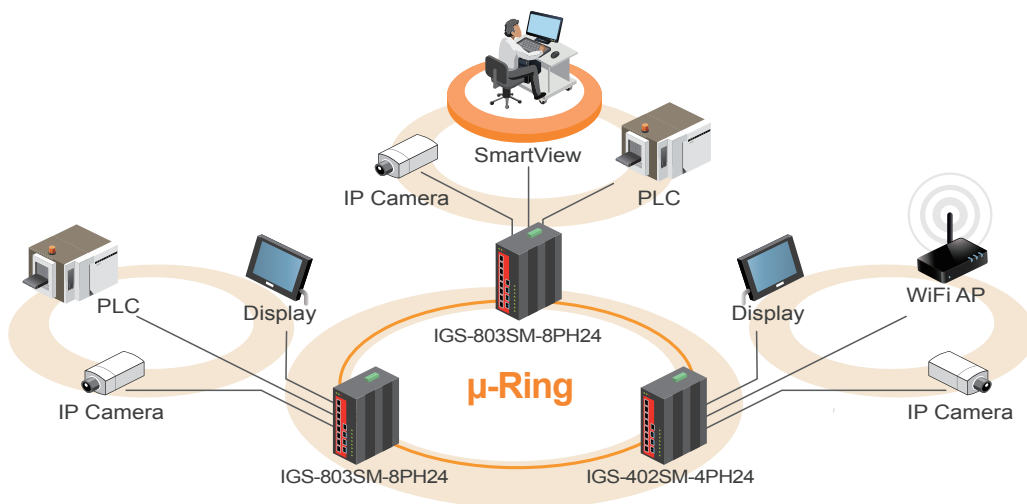 SmartView
IP Camera
PLC
IGS-803SM-8PH24
PLC
Display
IP Camera
IGS-803SM-8PH24
µ-Ring
Display
WiFi AP
IP Camera
IGS-402SM-4PH24